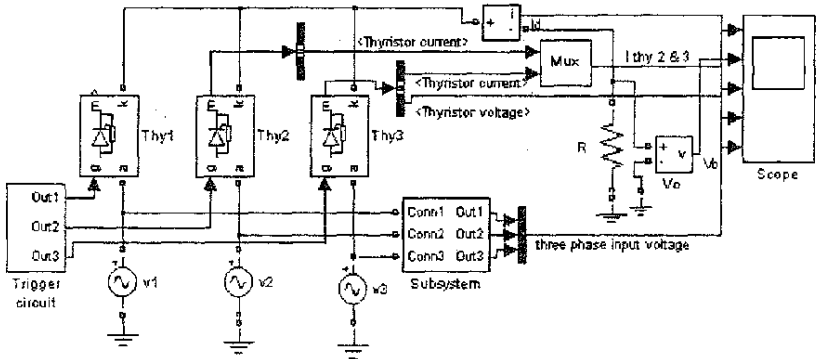 +
-
i
Id
<Thyristor current>
Mux
I thy 2 & 3
<Thyristor current>
<Thyristor voltage>
m k
Thy1
g a
m k
Thy2
g a
m k
Thy3
g a
R
+
-
v
Vo
Vo
Scope
Out1
Out2
Out3
Trigger
circuit
Conn1 Out1
Conn2 Out2
Conn3 Out3
Subsystem
three phase input voltage
+
v1
+
v2
+
v3